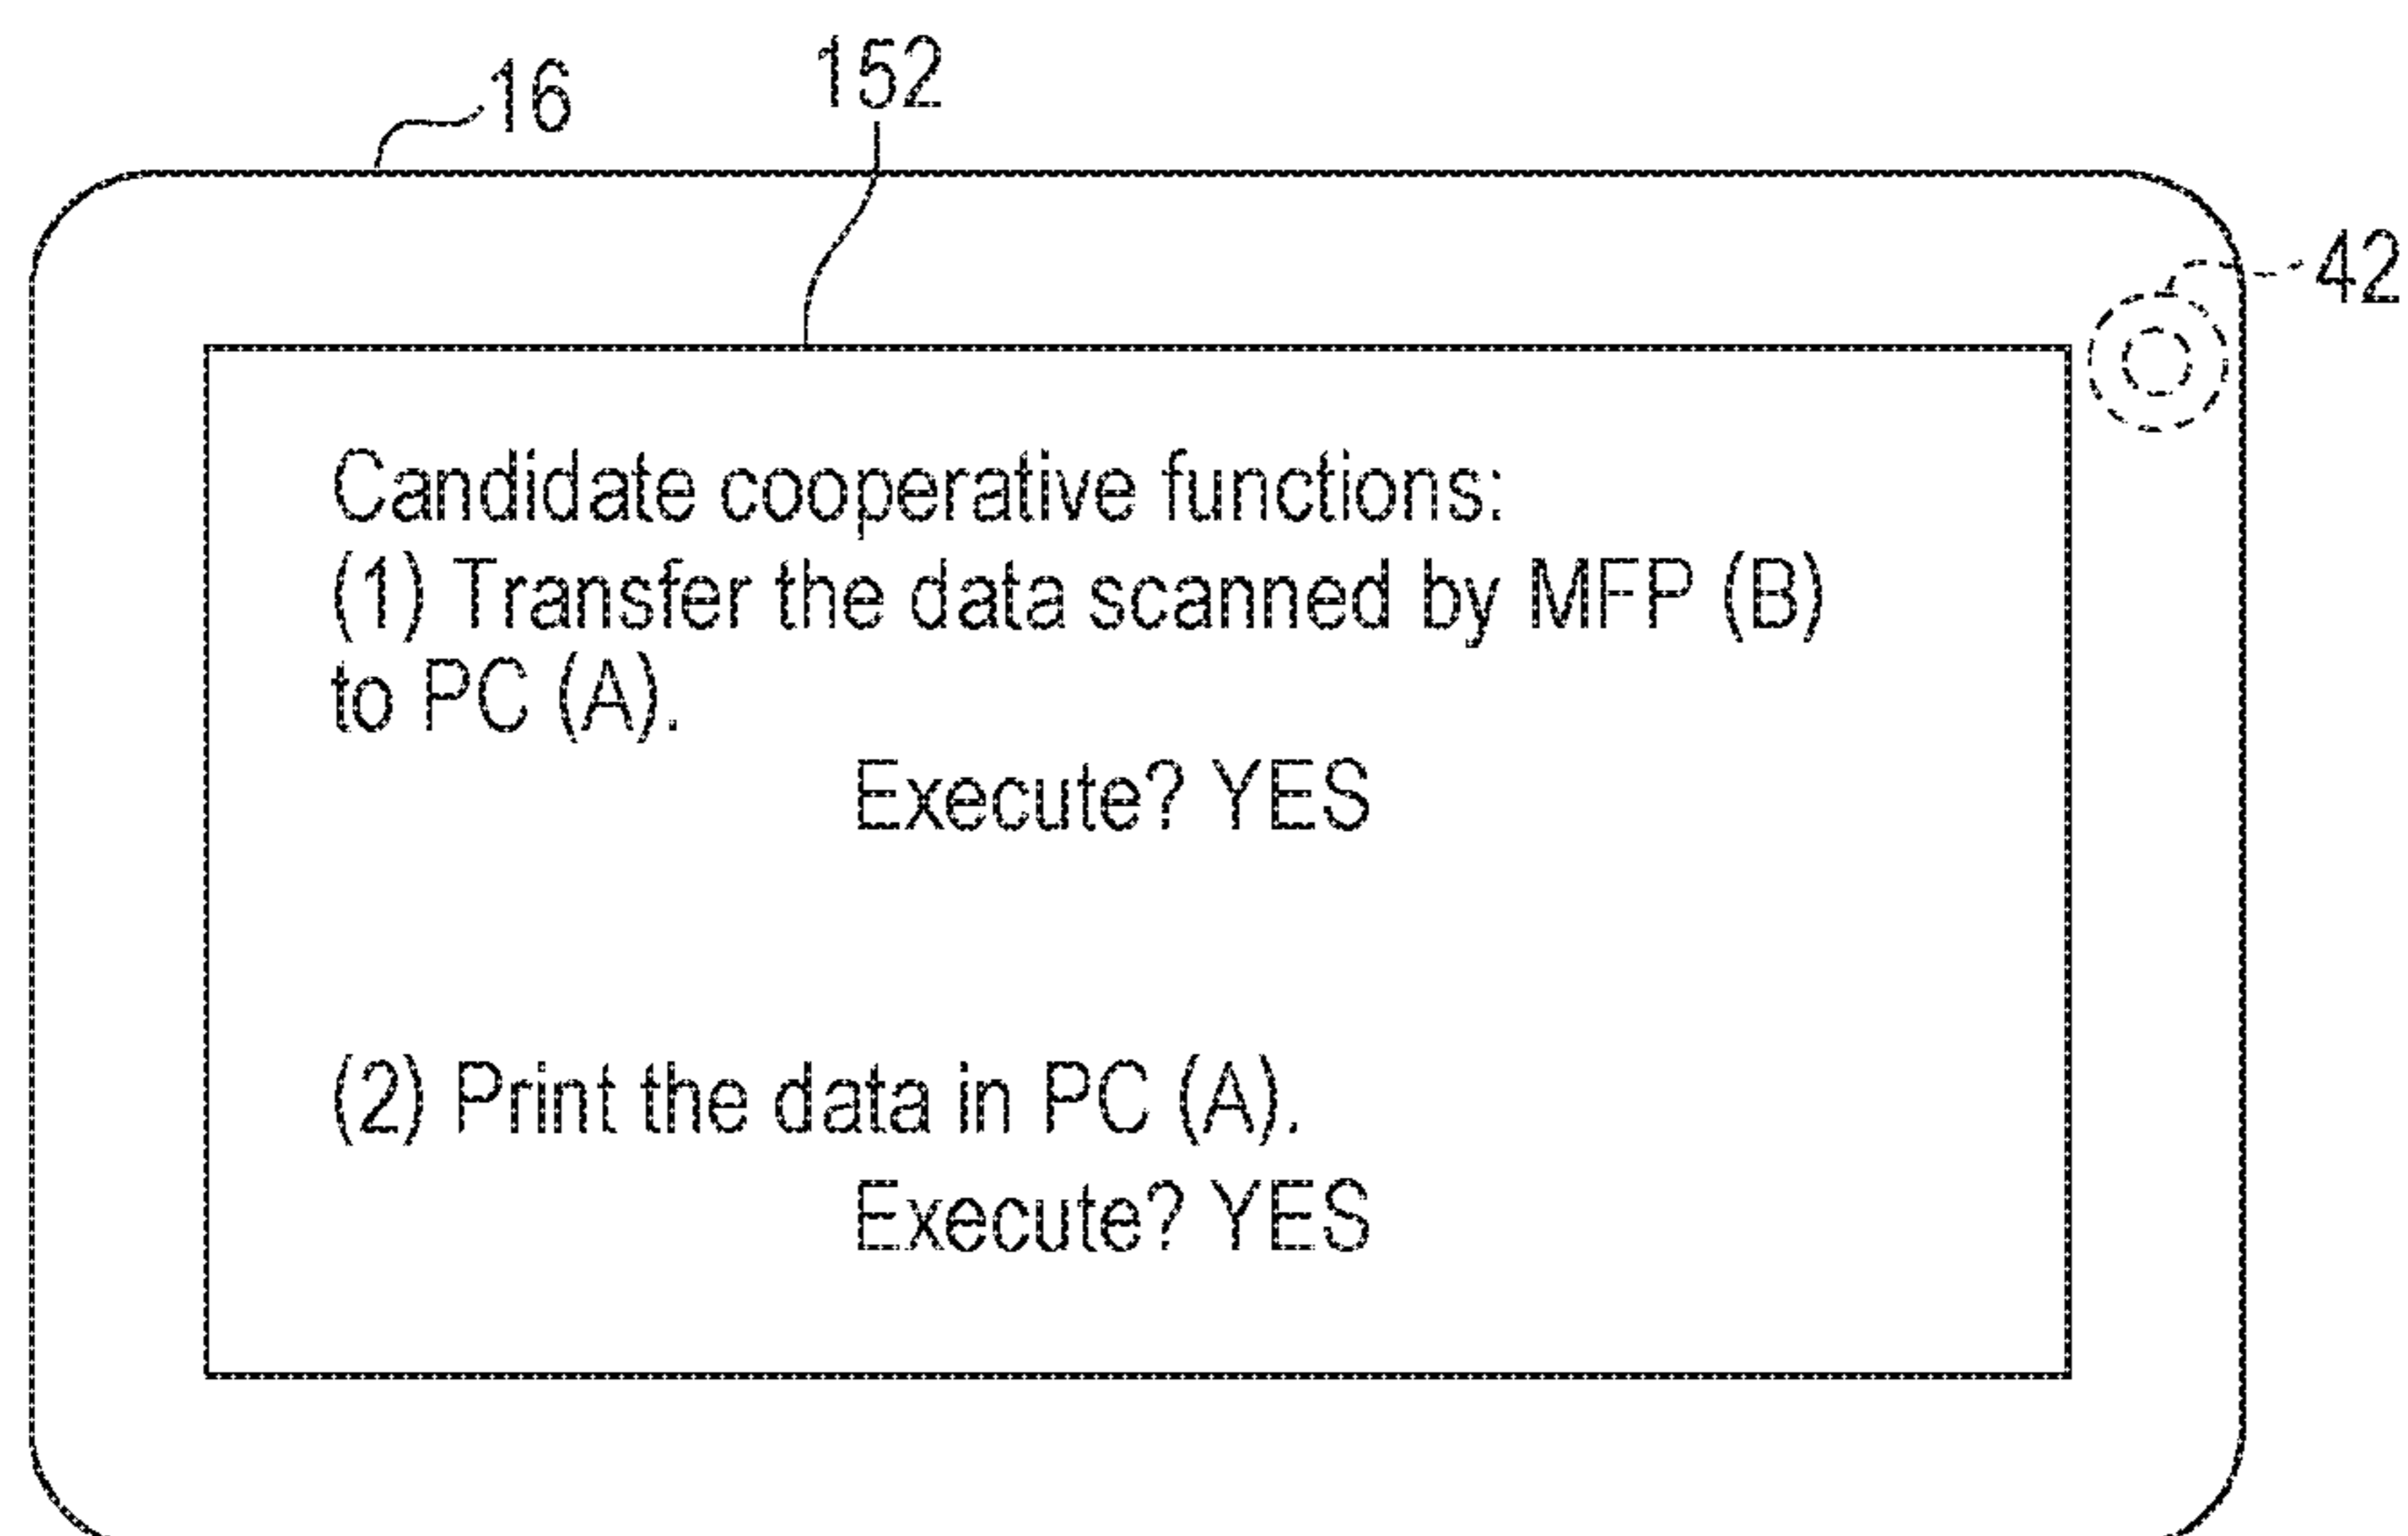 16
152
42
Candidate cooperative functions:
(1) Transfer the data scanned by MFP (B)
to PC (A).
Execute? YES
(2) Print the data in PC (A).
Execute? YES